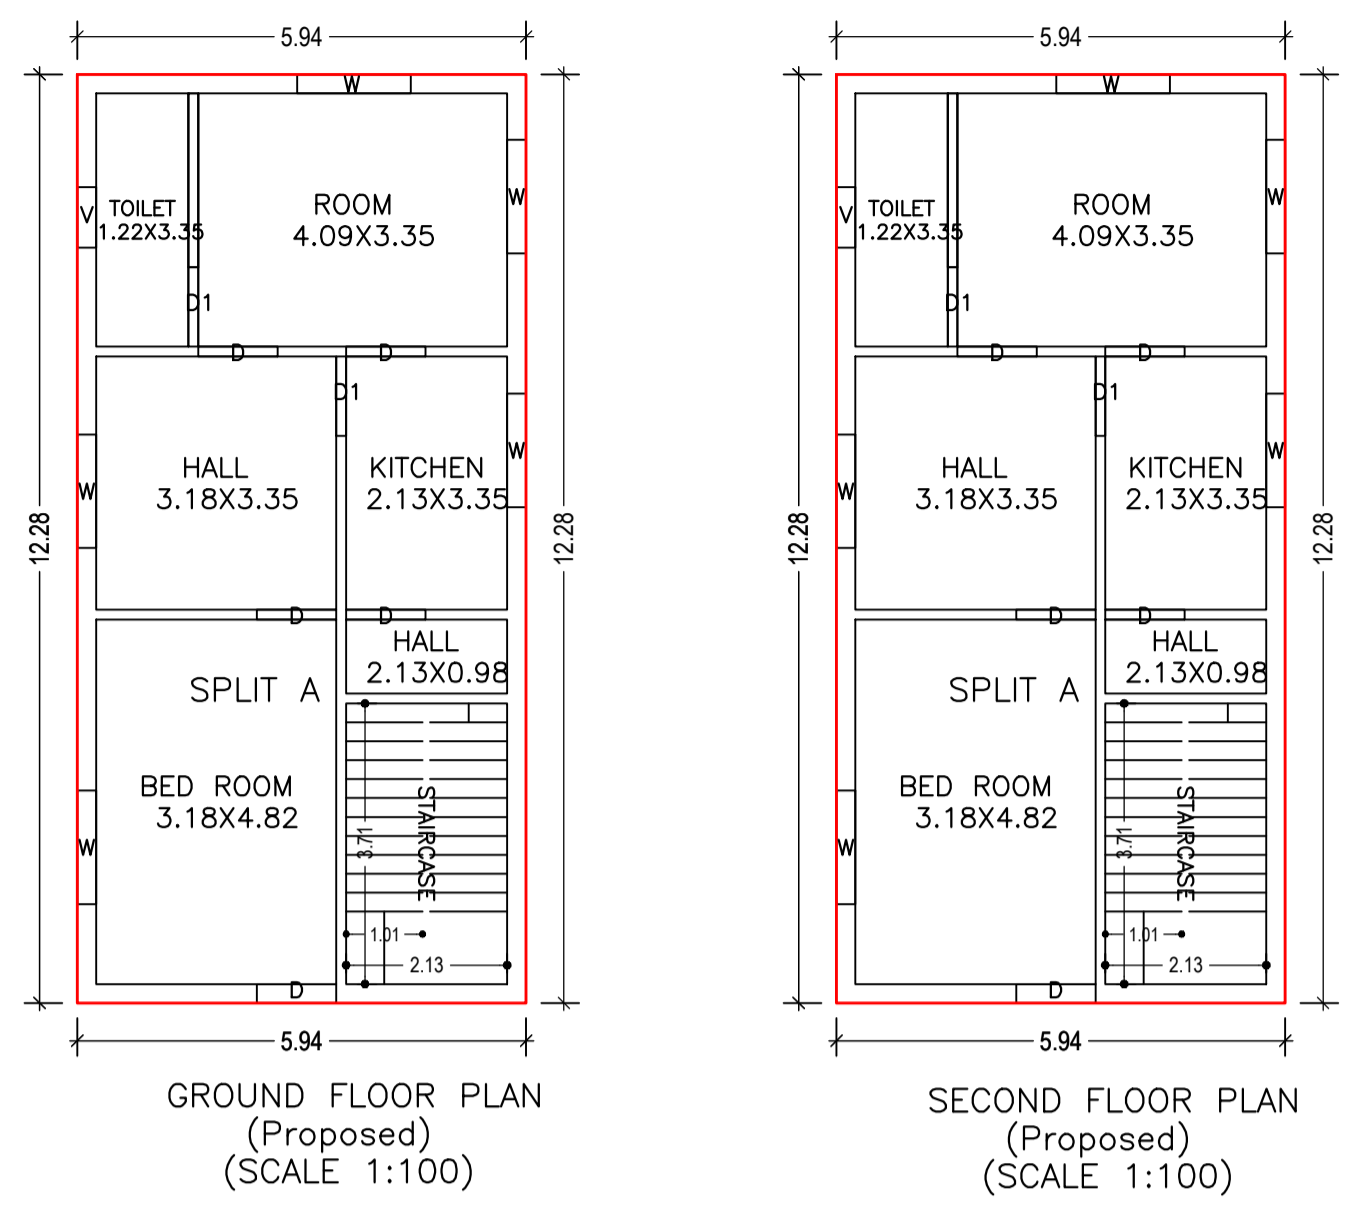 5.94
W
W
V
TOILET
1.22X3.35
ROOM
4.09X3.35
D1
D
D
D1
W
HALL
3.18X3.35
KITCHEN
2.13X3.35
W
12.28
12.28
D
D
HALL
2.13X0.98
SPLIT A
BED ROOM
3.18X4.82
W
STAIRCASE
3.71
1.01
2.13
D
5.94
GROUND FLOOR PLAN
(Proposed)
(SCALE 1:100)
5.94
W
W
V
TOILET
1.22X3.35
ROOM
4.09X3.35
D1
D
D
D1
W
HALL
3.18X3.35
KITCHEN
2.13X3.35
W
12.28
12.28
D
D
HALL
2.13X0.98
SPLIT A
BED ROOM
3.18X4.82
W
STAIRCASE
3.71
1.01
2.13
D
5.94
SECOND FLOOR PLAN
(Proposed)
(SCALE 1:100)